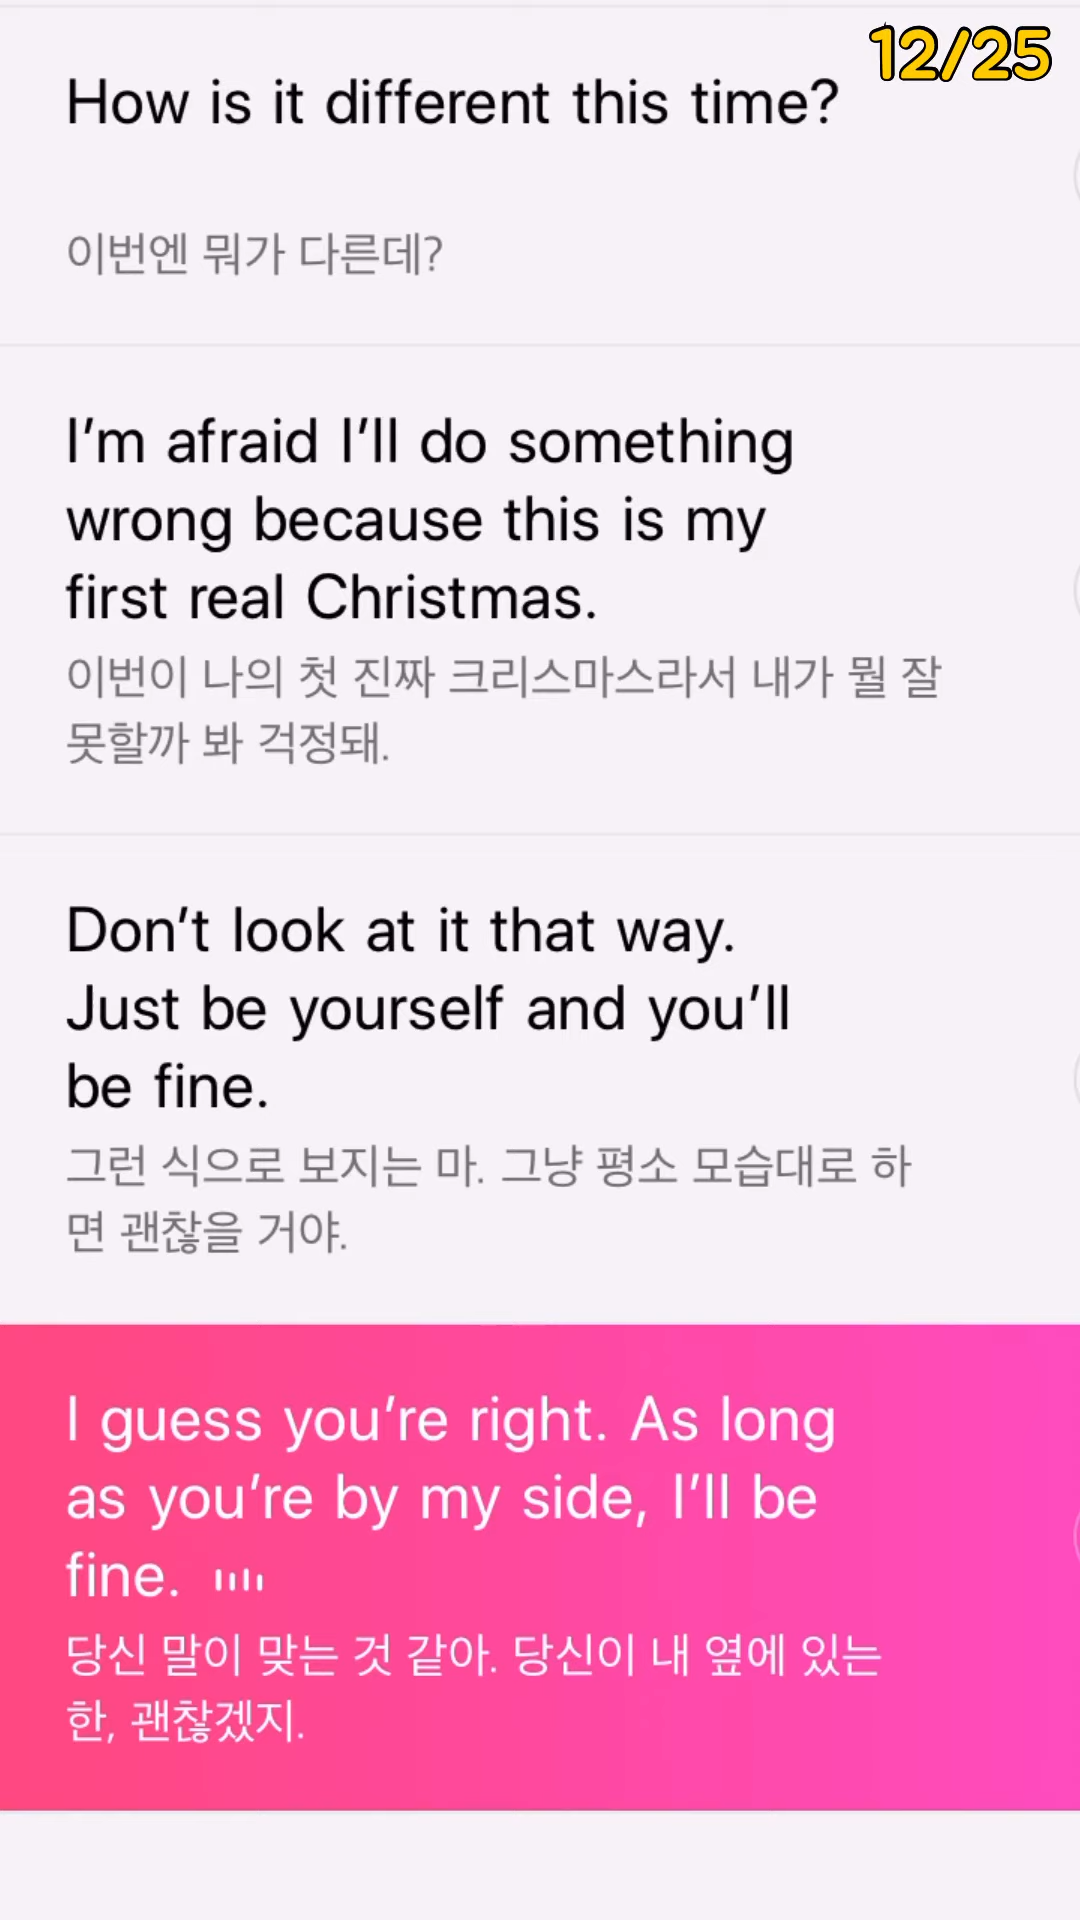 12/25
How is it different this time?
이번엔 뭐가 다른데?
I’m afraid I’ll do something
wrong because this is my
first real Christmas.
이번이 나의 첫 진짜 크리스마스라서 내가 뭘 잘
못할까 봐 걱정돼.
Don’t look at it that way.
Just be yourself and you’ll
be fine.
그런 식으로 보지는 마. 그냥 평소 모습대로 하
면 괜찮을 거야.
I guess you’re right. As long
as you’re by my side, I’ll be
fine.
당신 말이 맞는 것 같아. 당신이 내 옆에 있는
한, 괜찮겠지.